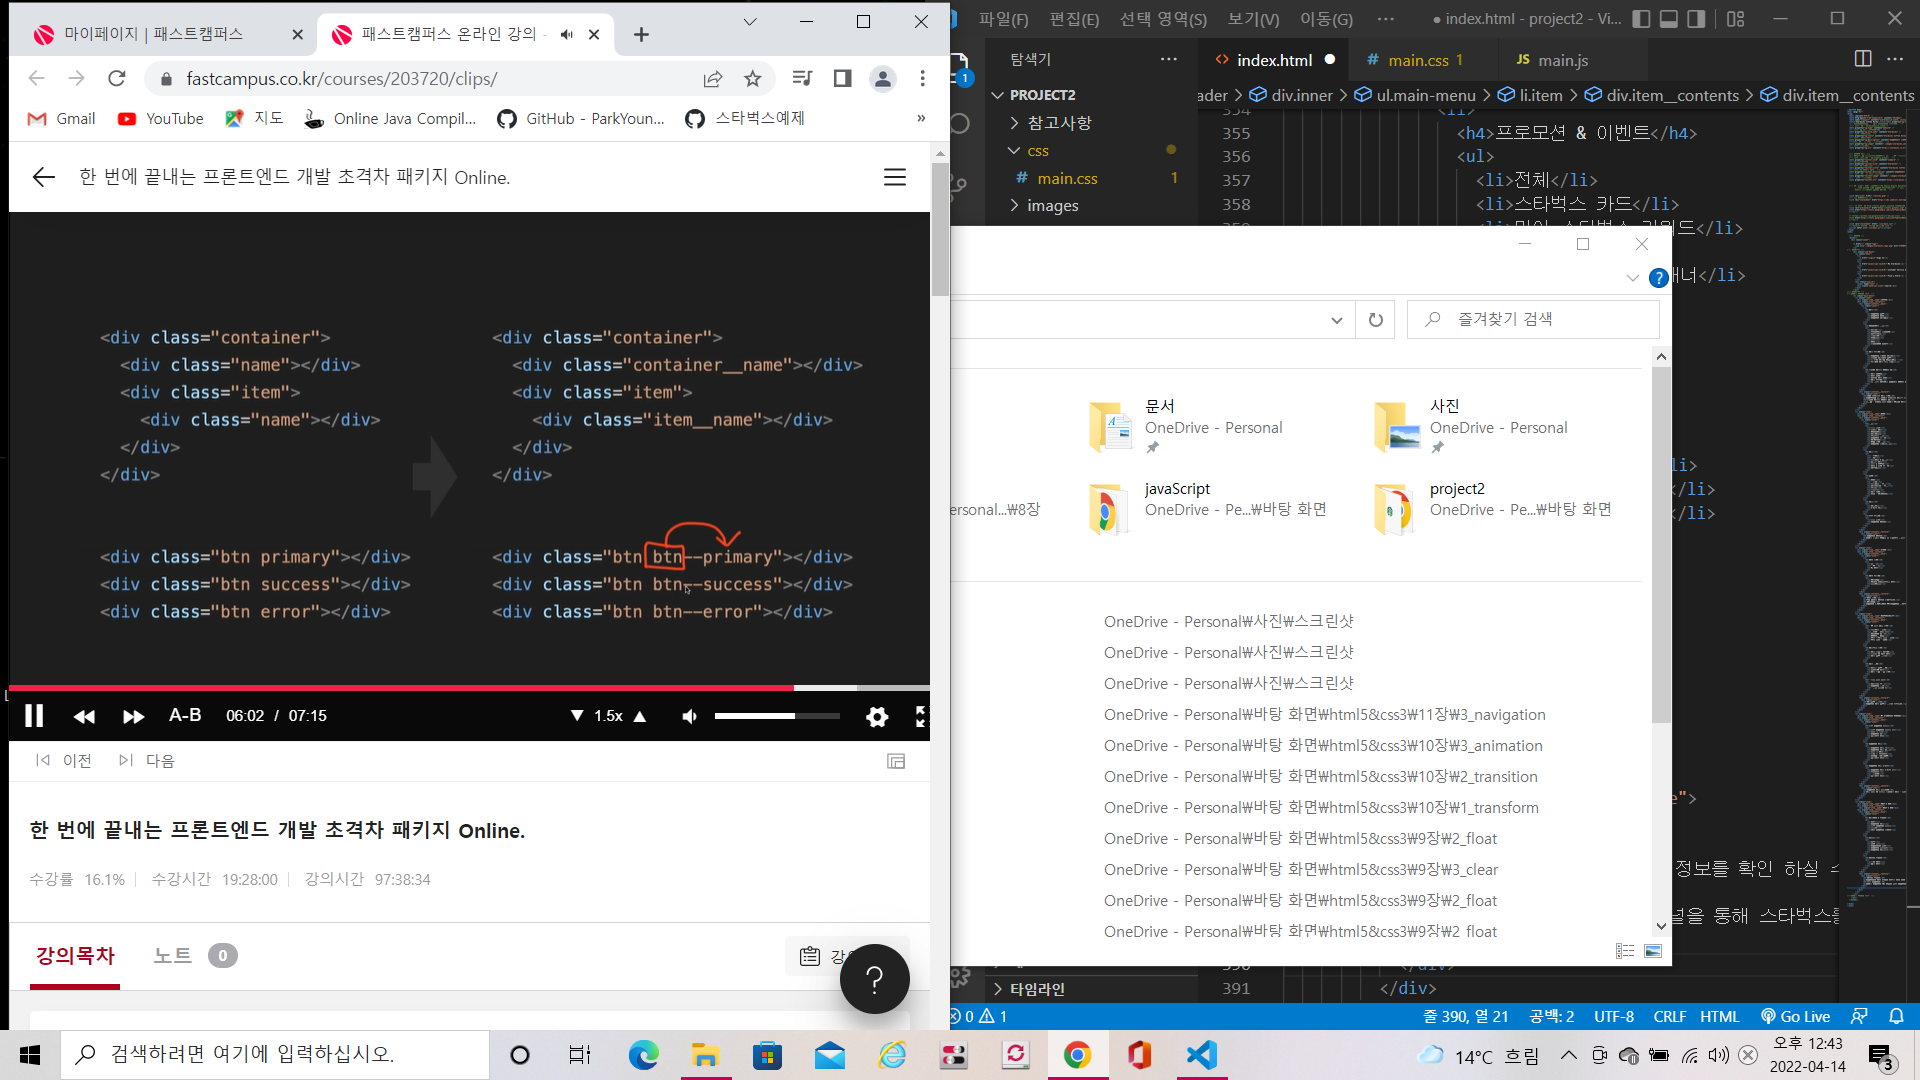 마이페이지 | 패스트캠퍼스
패스트캠퍼스 온라인 강의 -
fastcampus.co.kr/courses/203720/clips/
Gmail
YouTube
지도
Online Java Compil...
GitHub - ParkYoun...
스타벅스예제
»
한 번에 끝내는 프론트엔드 개발 초격차 패키지 Online.
<div class="container">
<div class="name"></div>
<div class="item">
<div class="name"></div>
</div>
</div>
<div class="btn primary"></div>
<div class="btn success"></div>
<div class="btn error"></div>
<div class="container">
<div class="container__name"></div>
<div class="item">
<div class="item__name"></div>
</div>
</div>
<div class="btn btn--primary"></div>
<div class="btn btn--success"></div>
<div class="btn btn--error"></div>
A-B
06:02 / 07:15
1.5x
이전
다음
한 번에 끝내는 프론트엔드 개발 초격차 패키지 Online.
수강률 16.1% 수강시간 19:28:00 강의시간 97:38:34
강의목차
노트 0
강
?
파일(F) 편집(E) 선택 영역(S) 보기(V) 이동(G) ···
● index.html - project2 - Vi...
1
탐색기
PROJECT2
참고사항
css
# main.css 1
images
타임라인
index.html
# main.css 1
JS main.js
ader > div.inner > ul.main-menu > li.item > div.item__contents > div.item__contents
355 <h4>프로모션 & 이벤트</h4>
356 <ul>
357 <li>전체</li>
358 <li>스타벅스 카드</li>
드</li>
너</li>
li>
</li>
</li>
e">
정보를 확인 하실
을 통해 스타벅스를
391 </div>
?
즐겨찾기 검색
문서
OneDrive - Personal
사진
OneDrive - Personal
ersonal...₩8장
javaScript
OneDrive - Pe...₩바탕 화면
project2
OneDrive - Pe...₩바탕 화면
OneDrive - Personal₩사진₩스크린샷
OneDrive - Personal₩사진₩스크린샷
OneDrive - Personal₩사진₩스크린샷
OneDrive - Personal₩바탕 화면₩html5&css3₩11장₩3_navigation
OneDrive - Personal₩바탕 화면₩html5&css3₩10장₩3_animation
OneDrive - Personal₩바탕 화면₩html5&css3₩10장₩2_transition
OneDrive - Personal₩바탕 화면₩html5&css3₩10장₩1_transform
OneDrive - Personal₩바탕 화면₩html5&css3₩9장₩2_float
OneDrive - Personal₩바탕 화면₩html5&css3₩9장₩3_clear
OneDrive - Personal₩바탕 화면₩html5&css3₩9장₩2_float
OneDrive - Personal₩바탕 화면₩html5&css3₩9장₩2_float
0 1
줄 390, 열 21 공백: 2 UTF-8 CRLF HTML Go Live
검색하려면 여기에 입력하십시오.
14°C 흐림
오후 12:43
2022-04-14
3